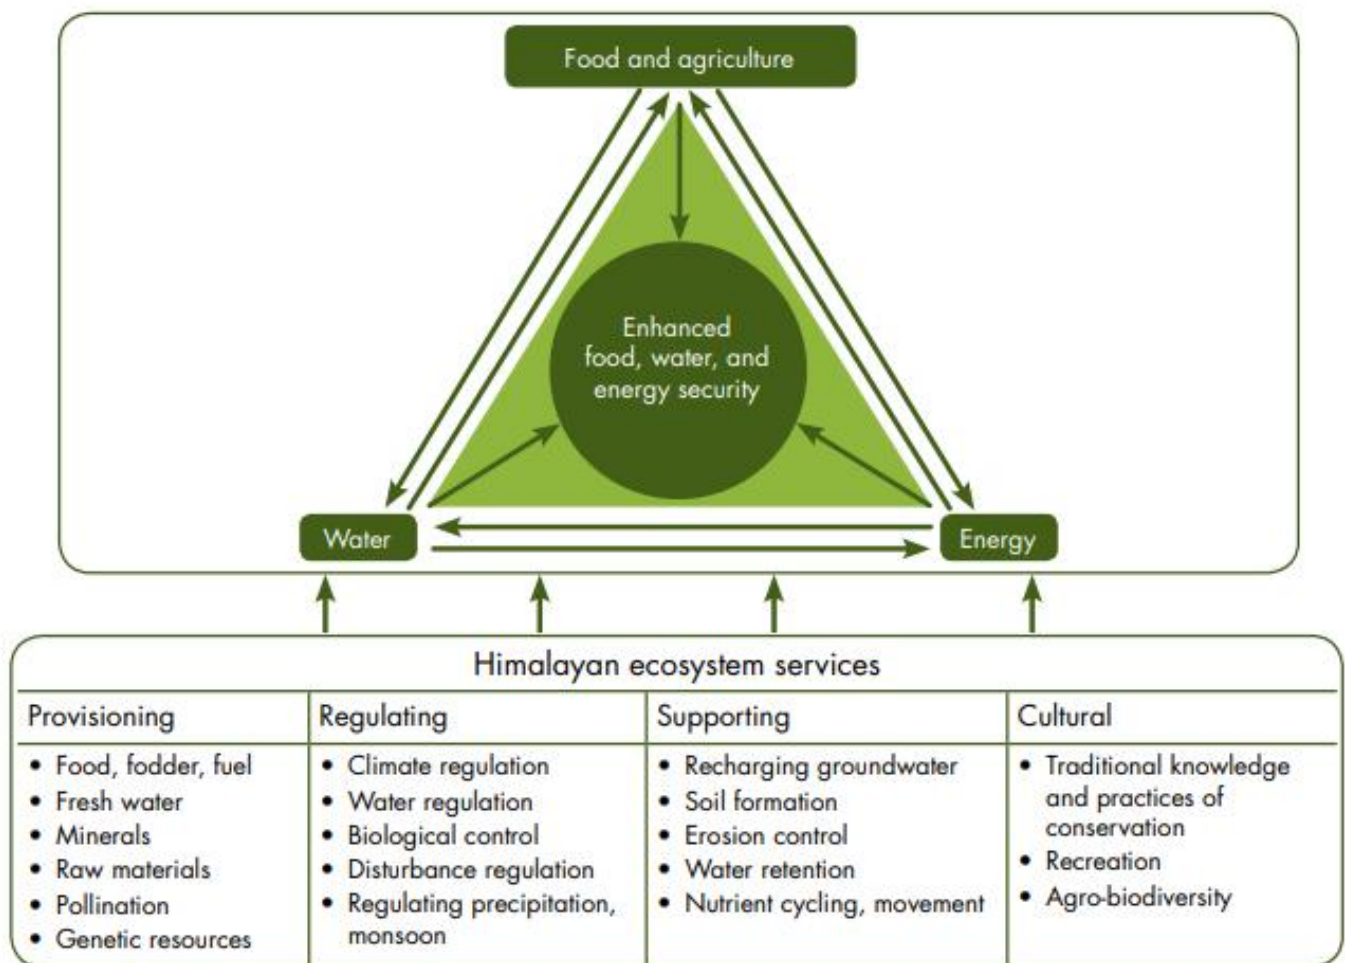 Food and agriculture
Enhanced
food, water, and
energy security
Water
Energy
Himalayan ecosystem services
Provisioning
• Food, fodder, fuel
• Fresh water
• Minerals
• Raw materials
• Pollination
• Genetic resources
Regulating
• Climate regulation
• Water regulation
• Biological control
• Disturbance regulation
• Regulating precipitation,
monsoon
Supporting
• Recharging groundwater
• Soil formation
• Erosion control
• Water retention
• Nutrient cycling, movement
Cultural
• Traditional knowledge
and practices of
conservation
• Recreation
• Agro-biodiversity